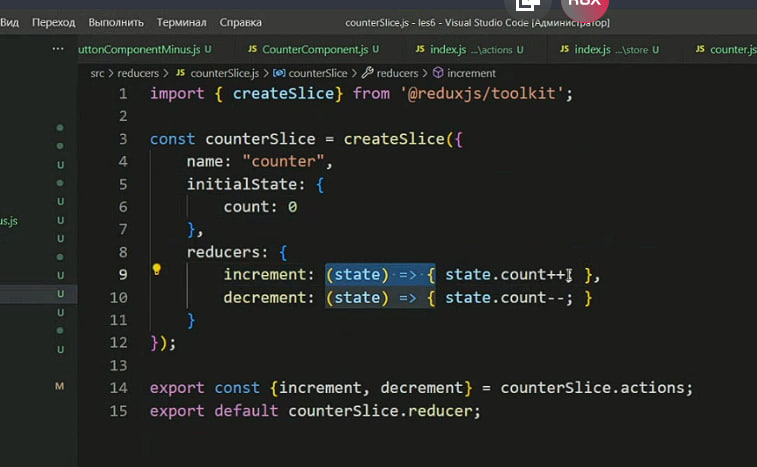 RGX
Вид Переход Выполнить Терминал Справка counterSlice.js - les6 - Visual Studio Code [Администратор]
... uttonComponentMinus.js U JS CounterComponent.js U JS index.js ...\actions U JS index.js ...\store U JS counter.js
src > reducers > JS counterSlice.js > counterSlice > reducers > increment
1 import { createSlice} from '@reduxjs/toolkit';
2
3 const counterSlice = createSlice({
4 name: "counter",
U
5 initialState: {
U
6 count: 0
us.js U
7 },
U
8 reducers: {
U
9 increment: (state) => { state.count++; },
U
10 decrement: (state) => { state.count--; }
U
11 }
U
12 });
13
M
14 export const {increment, decrement} = counterSlice.actions;
15 export default counterSlice.reducer;